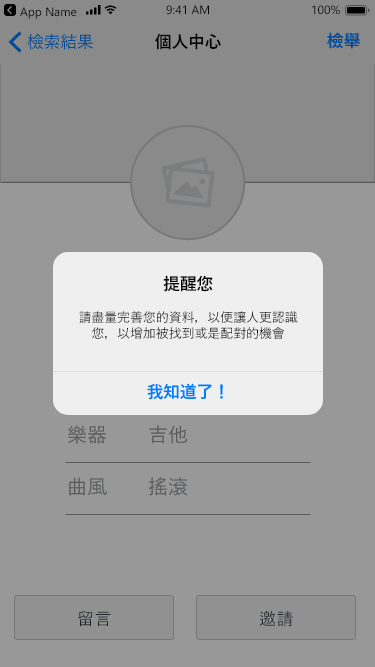 App Name 9:41 AM 100%
檢索結果 個人中心 檢舉
提醒您
請盡量完善您的資料，以便讓人更認識
您，以增加被找到或是配對的機會
我知道了！
樂器 吉他
曲風 搖滾
留言 邀請